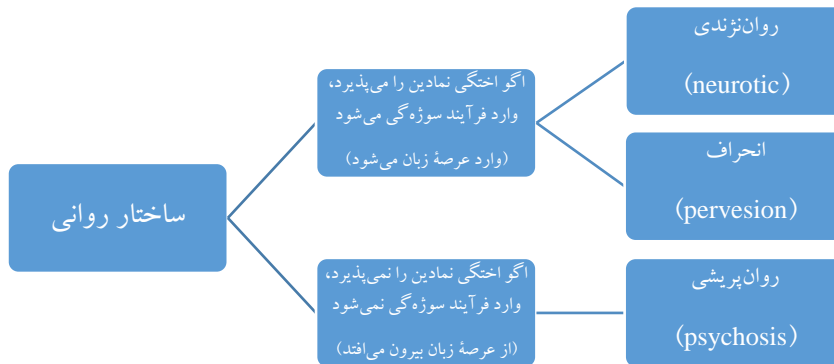 ساختار روانی
اگو اختگی نمادین را می‌پذیرد،
وارد فرآیند سوژه‌گی می‌شود
(وارد عرصۀ زبان می‌شود)
روان‌نژندی
(neurotic)
انحراف
(pervesion)
اگو اختگی نمادین را نمی‌پذیرد،
وارد فرآیند سوژه‌گی نمی‌شود
(از عرصۀ زبان بیرون می‌افتد)
روان‌پریشی
(psychosis)